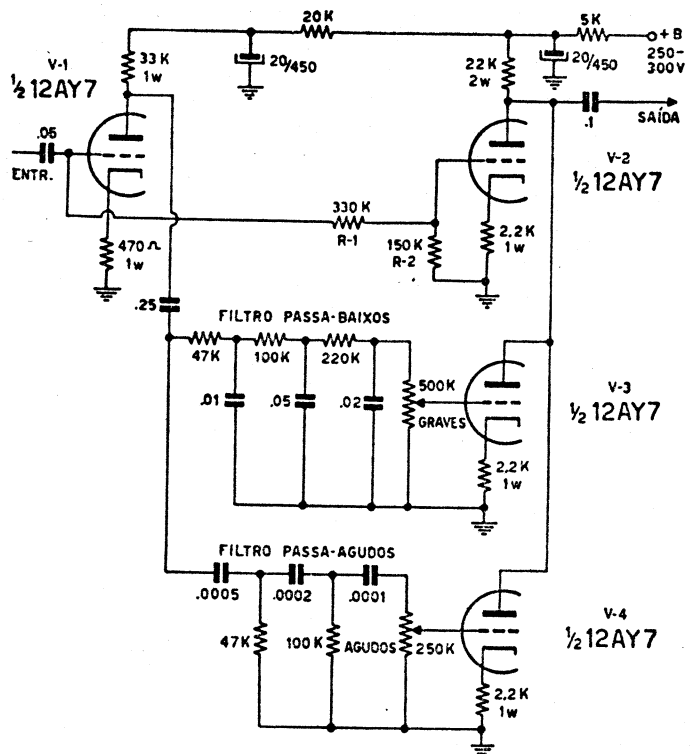 20K
5K
+ B
250-
300V
V-1
½ 12AY7
33 K
1w
20/450
22K
2w
20/450
.1
SAÍDA
.05
ENTR.
V-2
½ 12AY7
330 K
R-1
150K
R-2
2,2K
1w
470 Ω
1w
.25
FILTRO PASSA-BAIXOS
47K
100K
220K
.01
.05
.02
500K
GRAVES
V-3
½ 12AY7
2,2K
1w
FILTRO PASSA-AGUDOS
.0005
.0002
.0001
47K
100K
AGUDOS
250K
V-4
½ 12AY7
2,2K
1w